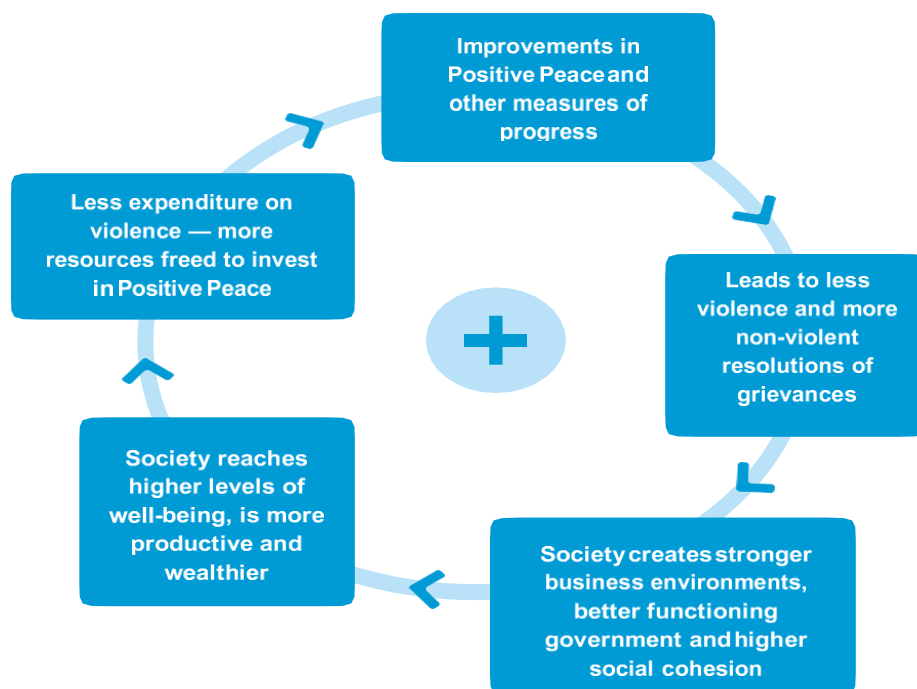 Improvements in
Positive Peace and
other measures of
progress
Leads to less
violence and more
non-violent
resolutions of
grievances
Society creates stronger
business environments,
better functioning
government and higher
social cohesion
Society reaches
higher levels of
well-being, is more
productive and
wealthier
Less expenditure on
violence — more
resources freed to invest
in Positive Peace
+